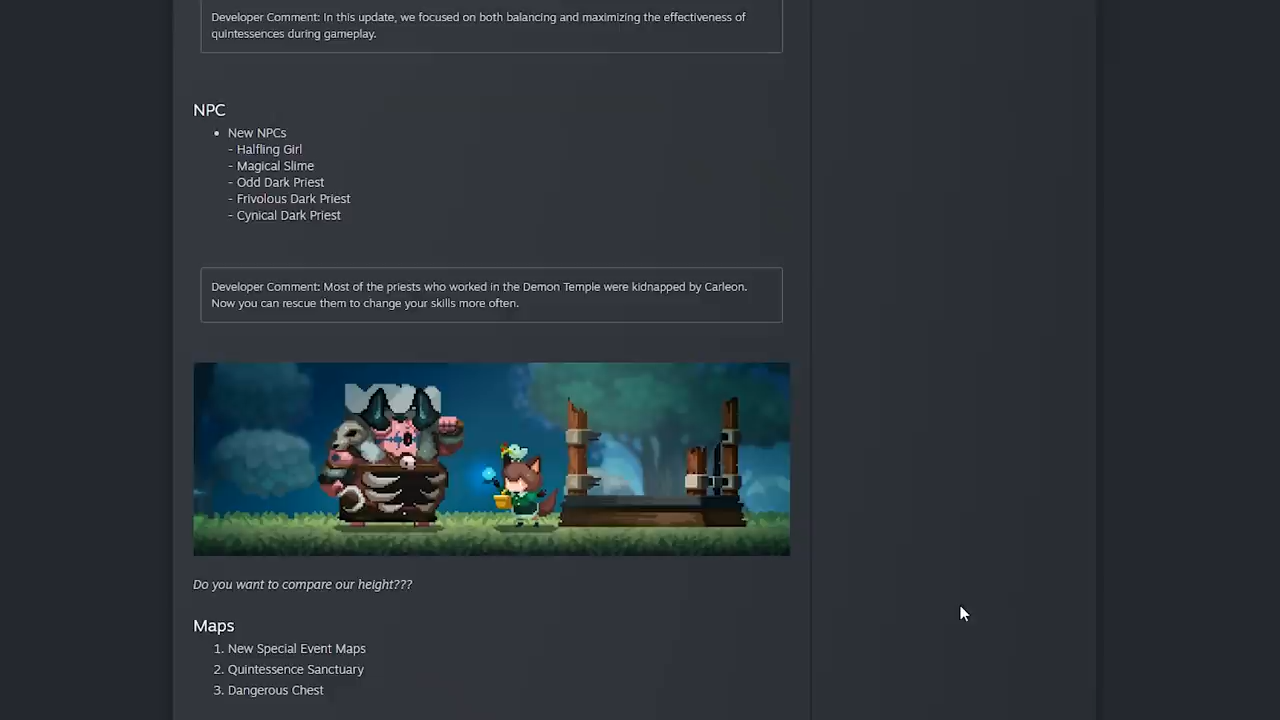 Developer Comment: In this update, we focused on both balancing and maximizing the effectiveness of
quintessences during gameplay.
NPC
• New NPCs
- Halfling Girl
- Magical Slime
- Odd Dark Priest
- Frivolous Dark Priest
- Cynical Dark Priest
Developer Comment: Most of the priests who worked in the Demon Temple were kidnapped by Carleon.
Now you can rescue them to change your skills more often.
Do you want to compare our height???
Maps
1. New Special Event Maps
2. Quintessence Sanctuary
3. Dangerous Chest